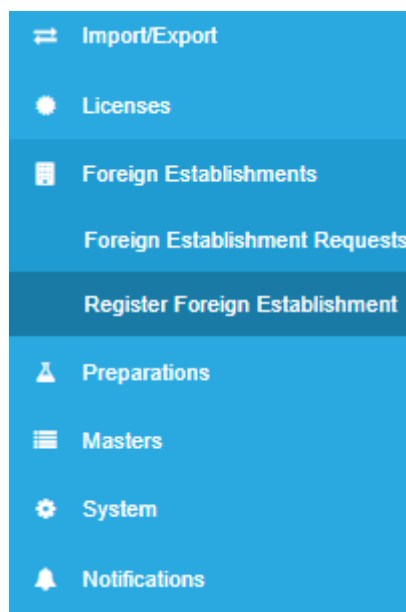 Import/Export
Licenses
Foreign Establishments
Foreign Establishment Requests
Register Foreign Establishment
Preparations
Masters
System
Notifications